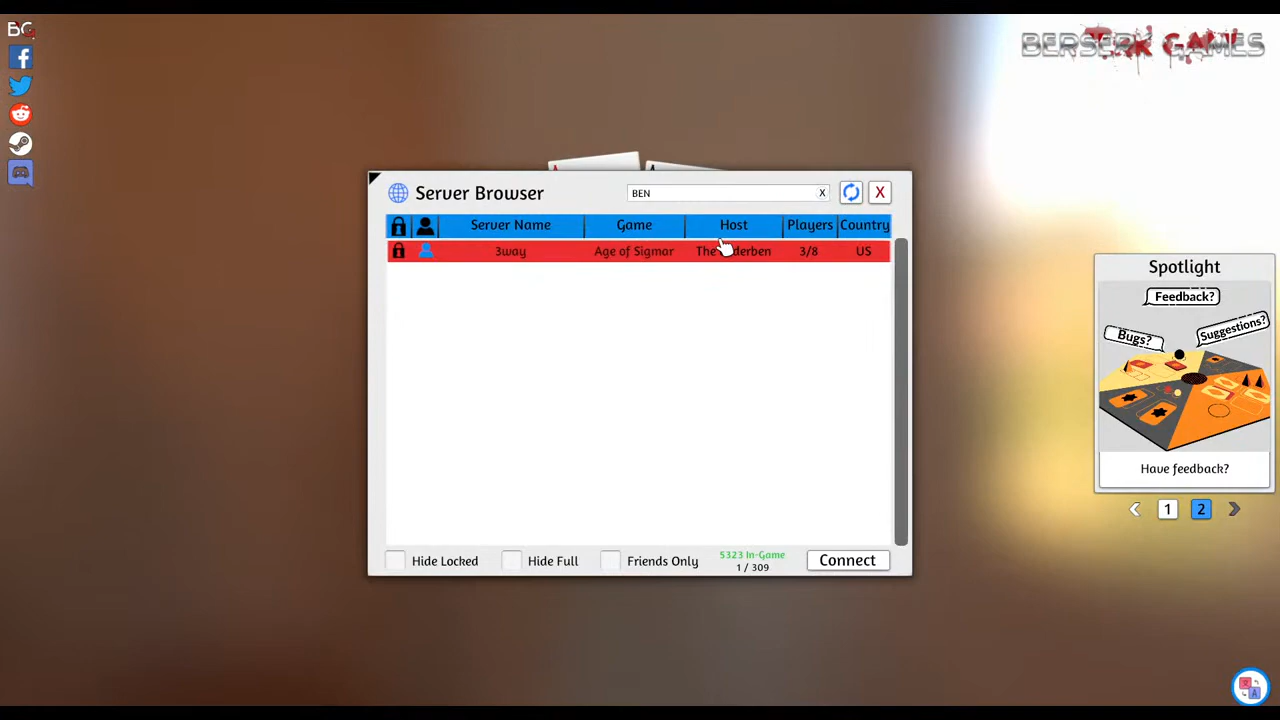 BG
BERSERK GAMES
Server Browser
BEN
X
X
Server Name Game Host Players Country
3way Age of Sigmar 3/8 US
Hide Locked
Hide Full
Friends Only
5323 In-Game
1 / 309
Connect
Spotlight
Feedback?
Suggestions?
Bugs?
Have feedback?
1
2
R
A